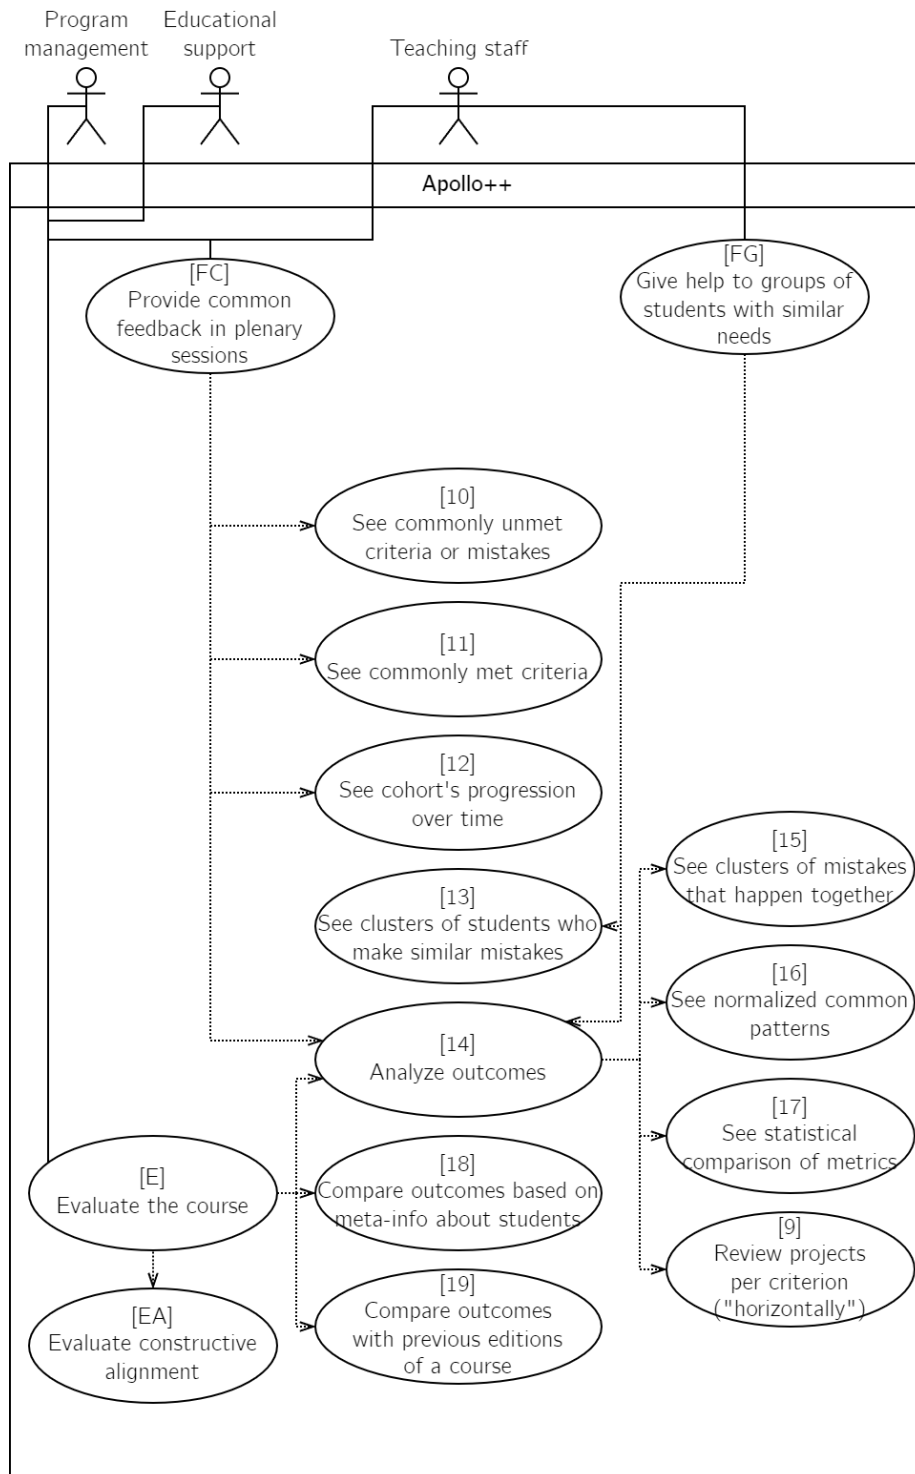 Program
management
Educational
support
Teaching staff
Apollo++
[FC]
Provide common
feedback in plenary
sessions
[FG]
Give help to groups of
students with similar
needs
[10]
See commonly unmet
criteria or mistakes
[11]
See commonly met criteria
[12]
See cohort's progression
over time
[13]
See clusters of students who
make similar mistakes
[14]
Analyze outcomes
[15]
See clusters of mistakes
that happen together
[16]
See normalized common
patterns
[17]
See statistical
comparison of metrics
[9]
Review projects
per criterion
("horizontally")
[E]
Evaluate the course
[18]
Compare outcomes based on
meta-info about students
[EA]
Evaluate constructive
alignment
[19]
Compare outcomes
with previous editions
of a course